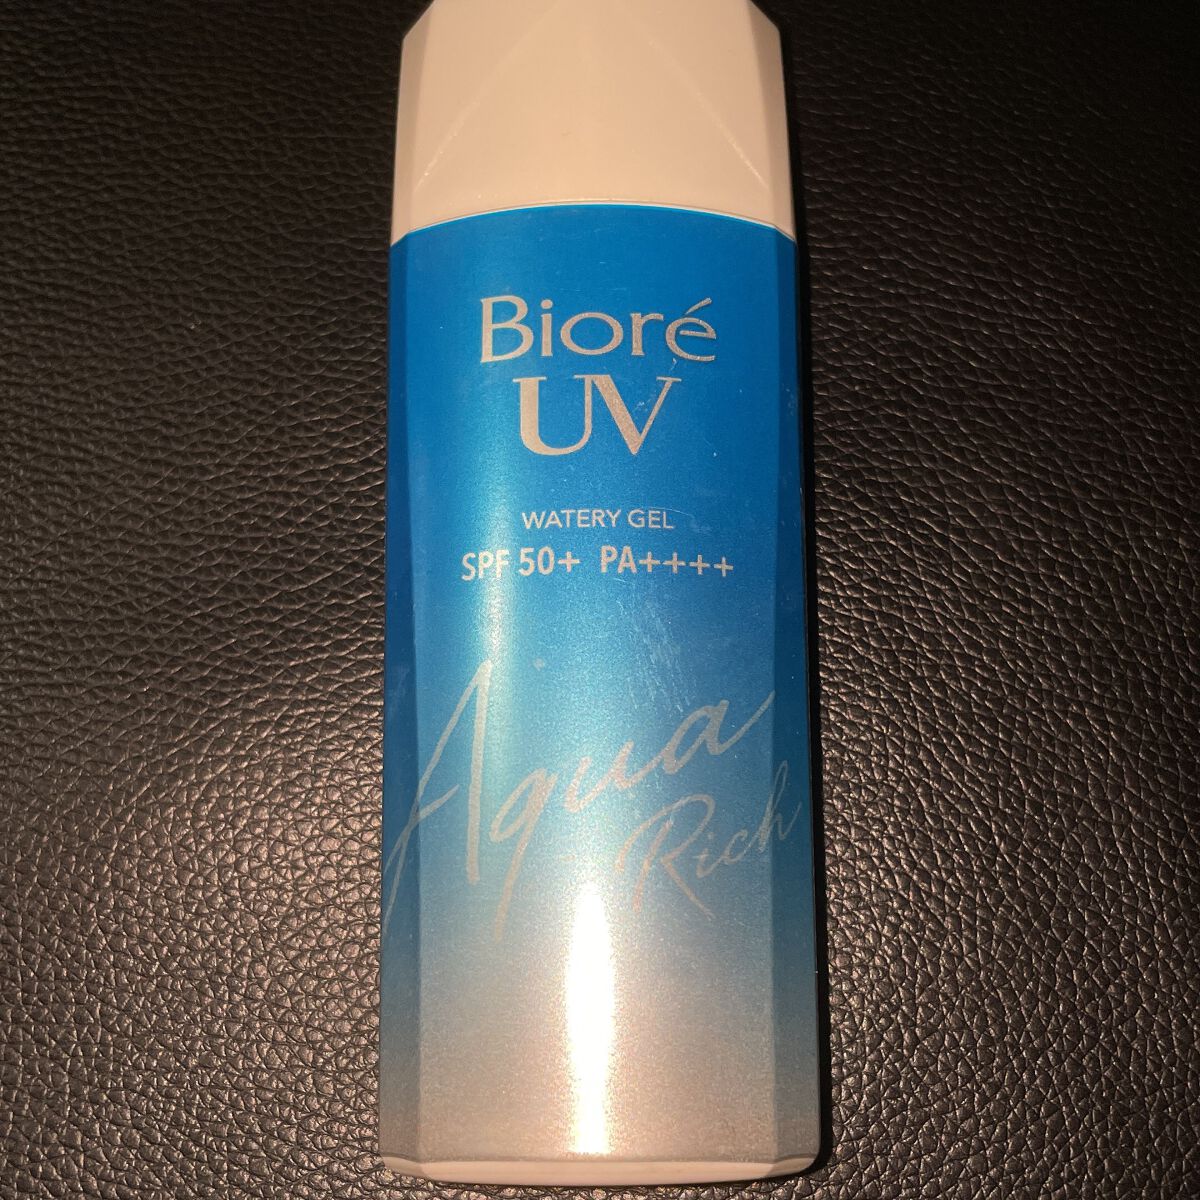 Bioré
UV
WATERY GEL
SPF 50+ PA++++
Aqua
Rich